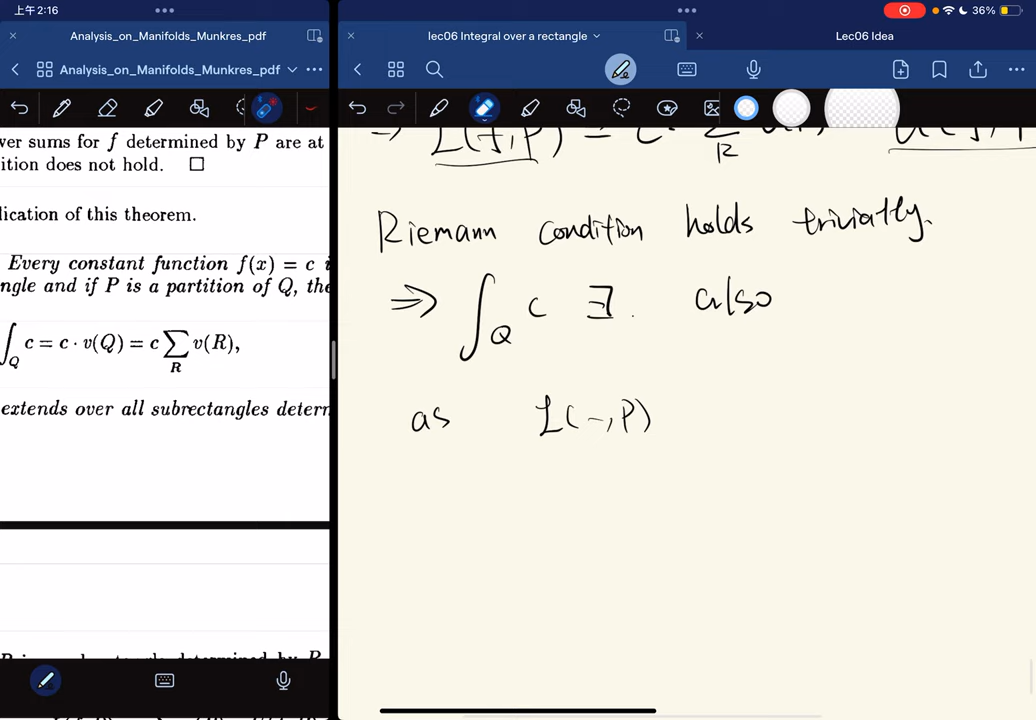 上午2:16
36%
Analysis_on_Manifolds_Munkres_pdf
lec06 Integral over a rectangle
Lec06 Idea
Analysis_on_Manifolds_Munkres_pdf
wer sums for f determined by P are at
ition does not hold. □
lication of this theorem.
Every constant function f(x) = c i
ngle and if P is a partition of Q, the
∫_Q c = c · v(Q) = c ∑_R v(R),
extends over all subrectangles deter
⇒ L(f,P) = c · ∑_R
Riemann condition holds trivially.
⇒ ∫_Q c ∃. also
as L(-,P)